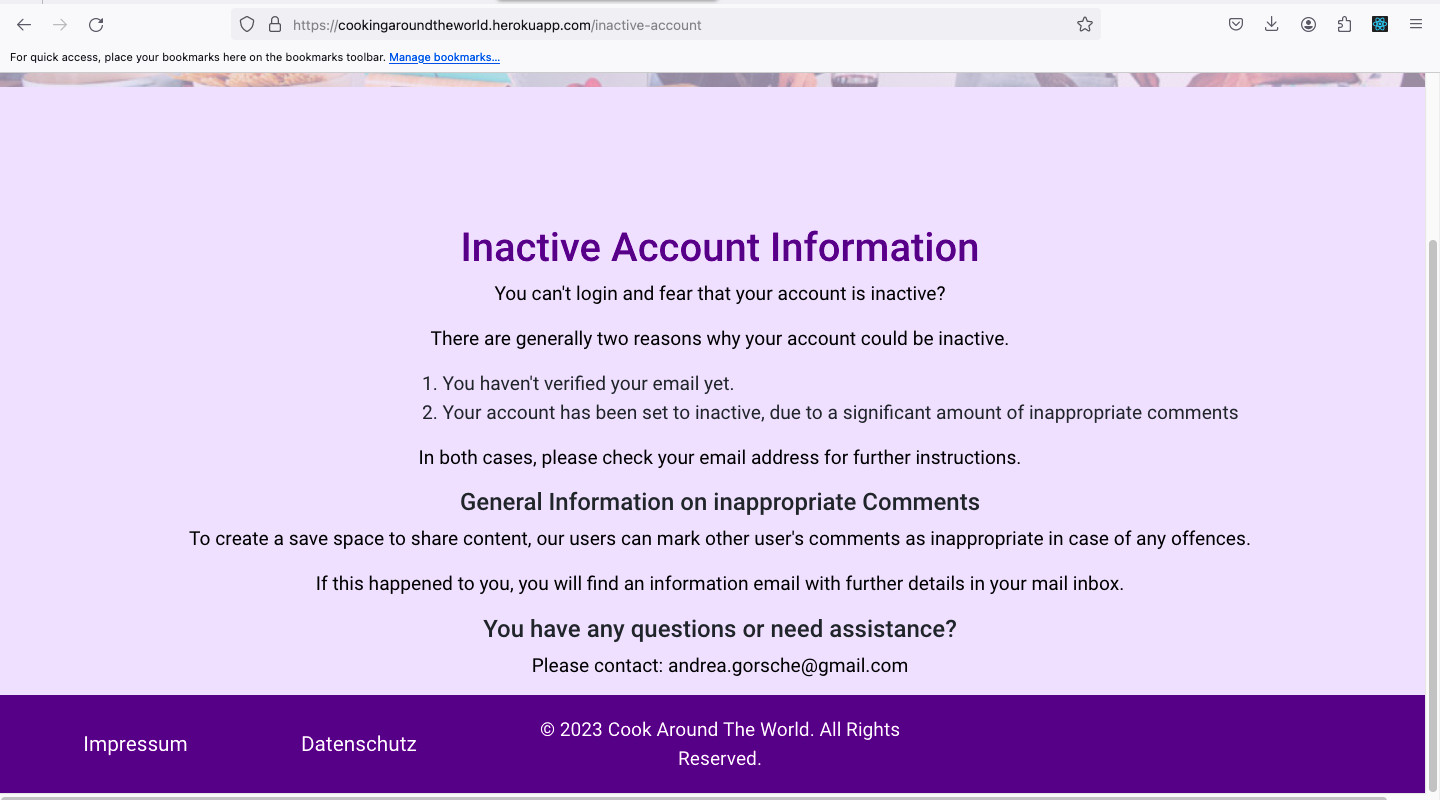 https://cookingaroundtheworld.herokuapp.com/inactive-account
For quick access, place your bookmarks here on the bookmarks toolbar. Manage bookmarks...
Inactive Account Information
You can't login and fear that your account is inactive?
There are generally two reasons why your account could be inactive.
1. You haven't verified your email yet.
2. Your account has been set to inactive, due to a significant amount of inappropriate comments
In both cases, please check your email address for further instructions.
General Information on inappropriate Comments
To create a save space to share content, our users can mark other user's comments as inappropriate in case of any offences.
If this happened to you, you will find an information email with further details in your mail inbox.
You have any questions or need assistance?
Please contact: andrea.gorsche@gmail.com
Impressum
Datenschutz
© 2023 Cook Around The World. All Rights
Reserved.